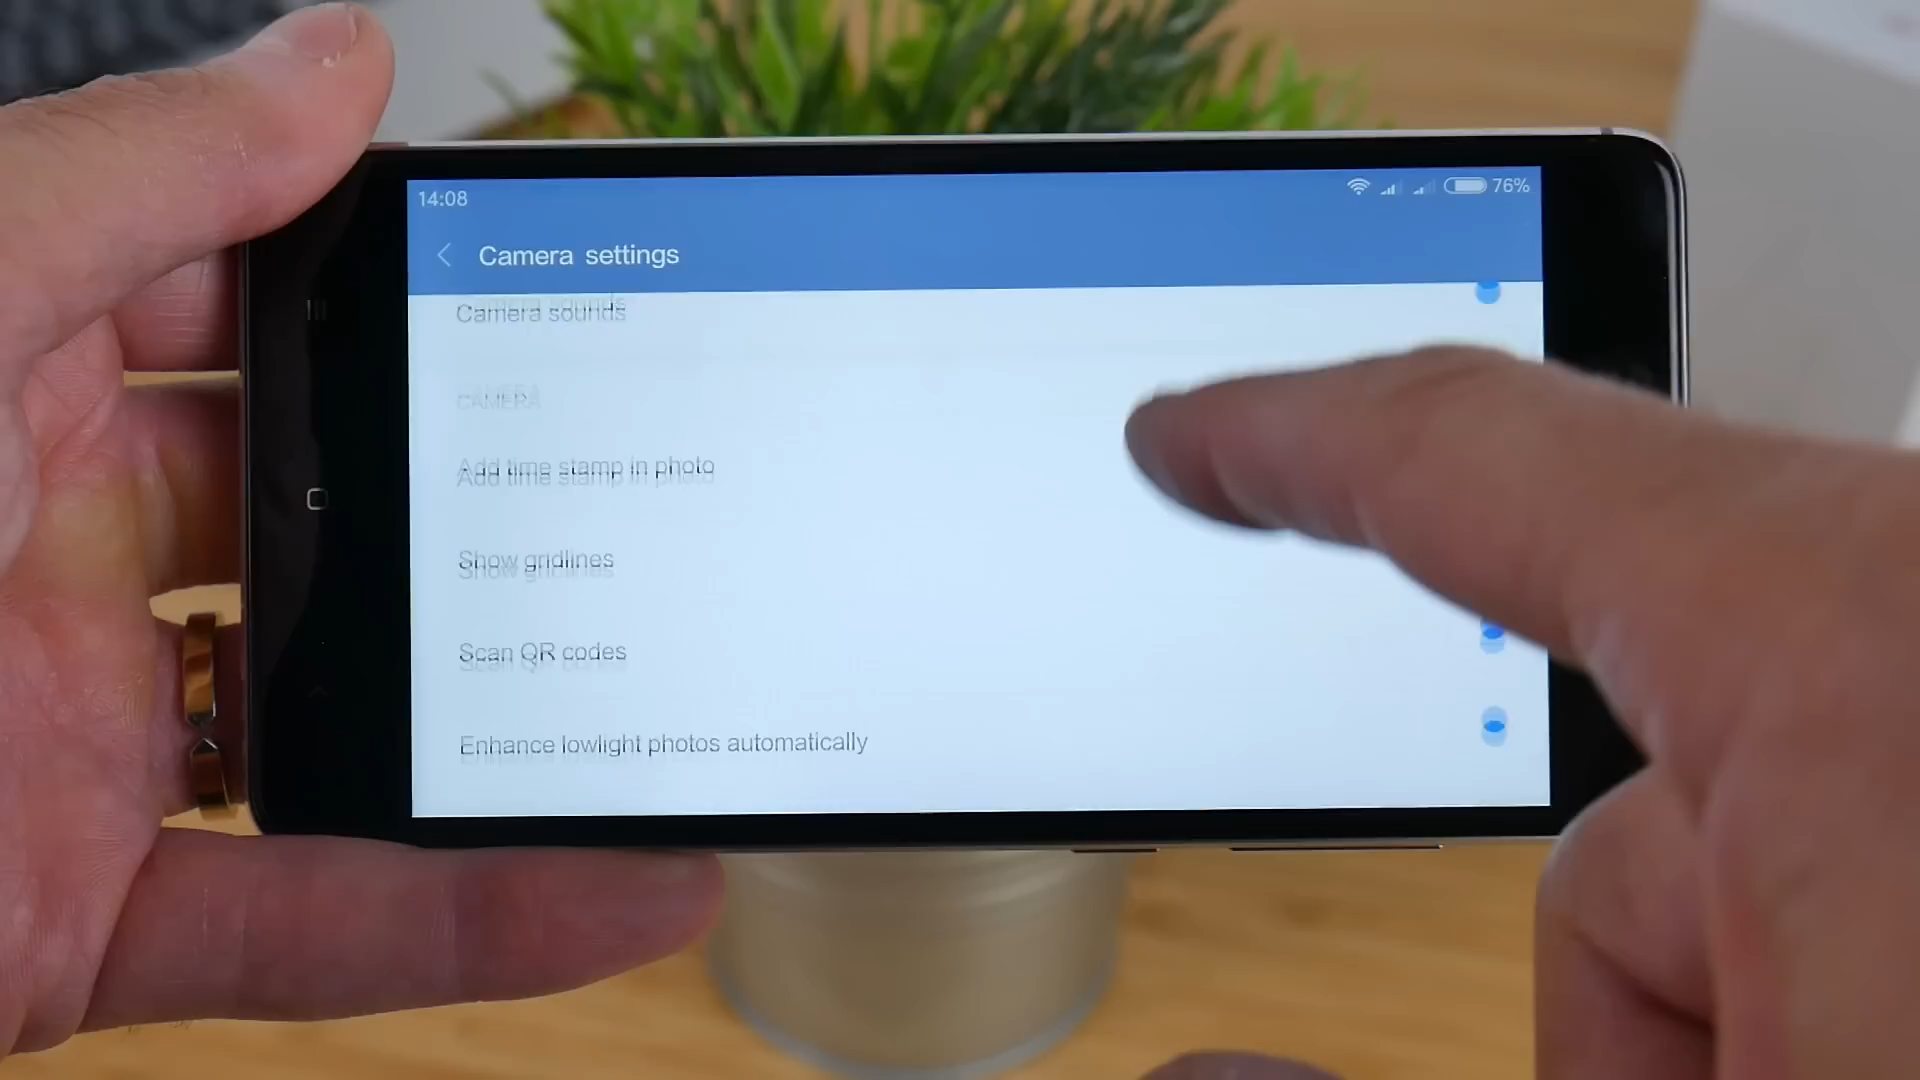 14:08
76%
Camera settings
Camera sounds
CAMERA
Add time stamp in photo
Show gridlines
Scan QR codes
Enhance lowlight photos automatically